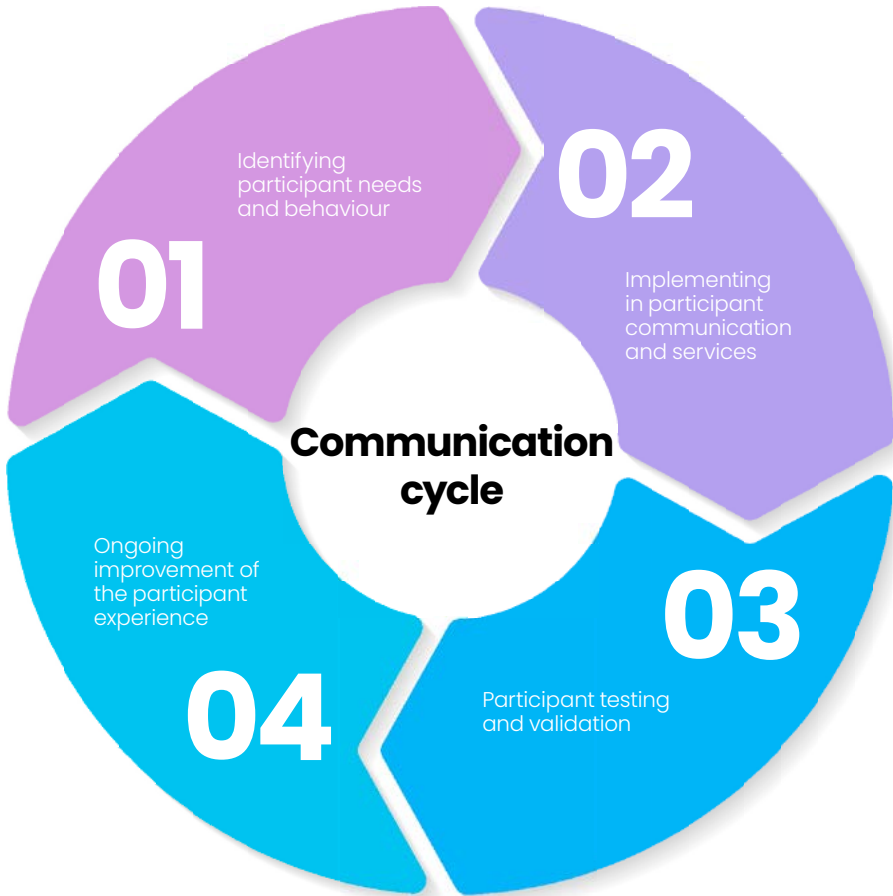 01
Identifying
participant needs
and behaviour
02
Implementing
in participant
communication
and services
Communication
cycle
03
Participant testing
and validation
04
Ongoing
improvement of
the participant
experience